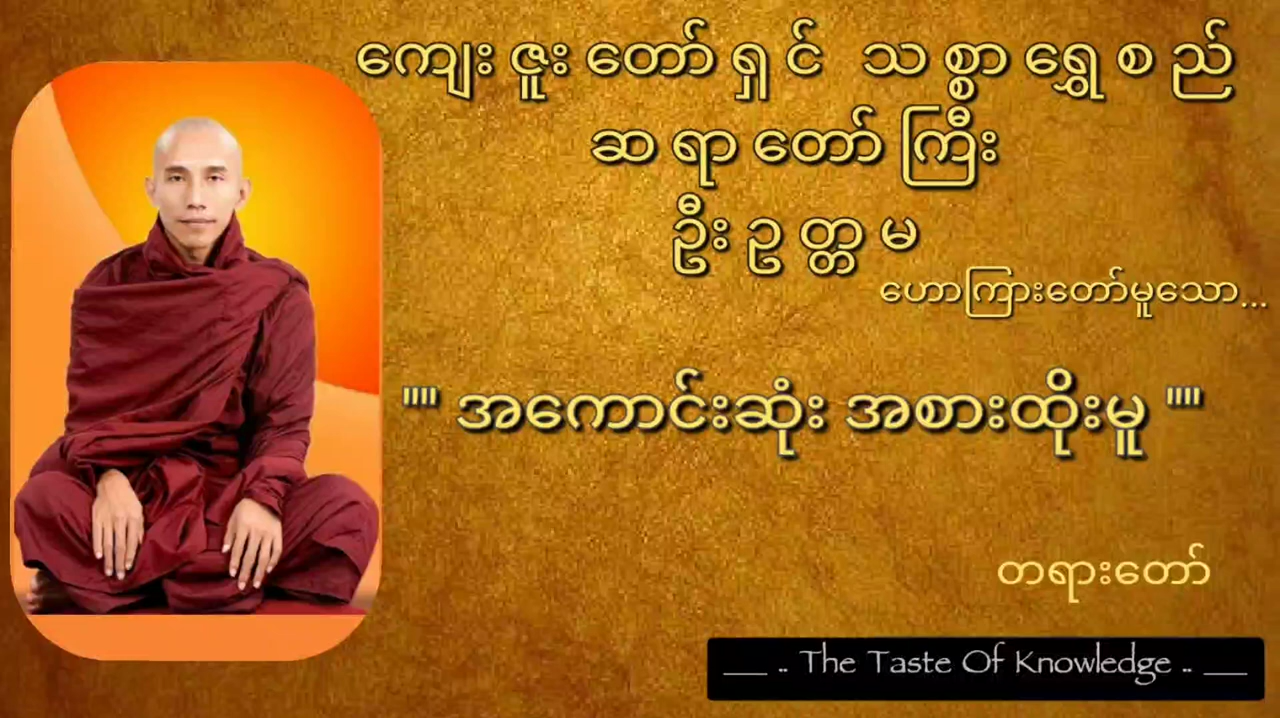 ကျေး ဇူး တော် ရှ င် သ စ္စာ ရွှေ စ ည်
ဆ ရာ တော် ကြီး
ဦး ဥ တ္တ မ
ဟောကြားတော်မူသော...
"" အကောင်းဆုံး အစားထိုးမူ ""
တရားတော်
___ .. The Taste Of Knowledge .. ___